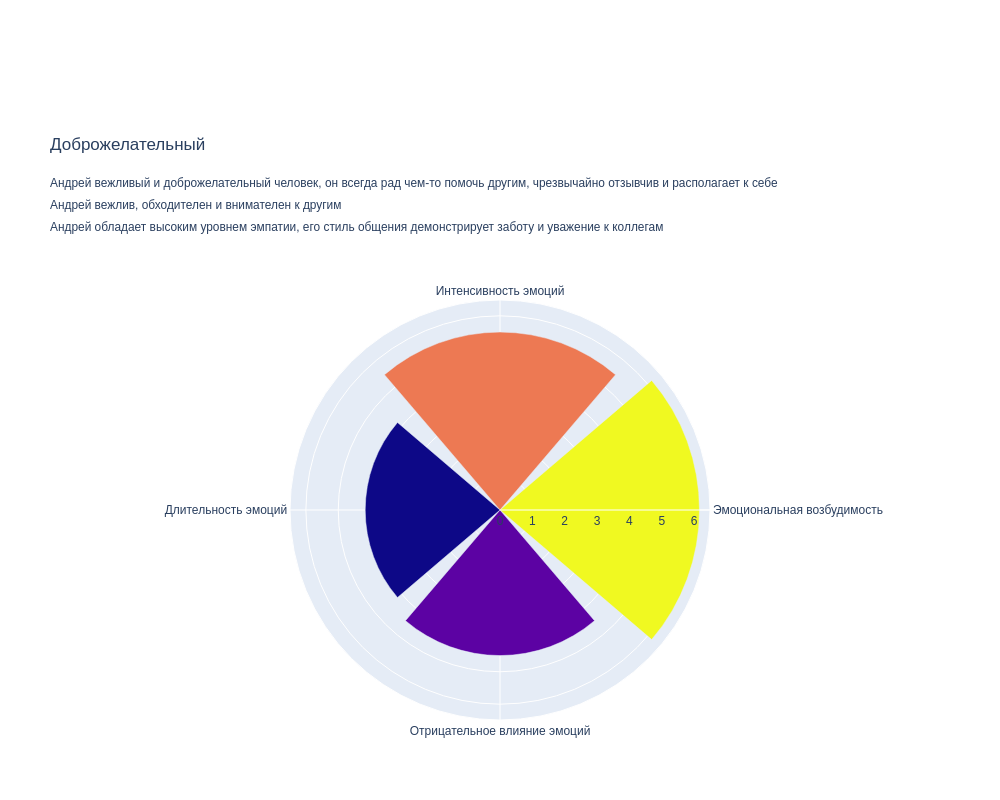 Доброжелательный
Андрей вежливый и доброжелательный человек, он всегда рад чем-то помочь другим, чрезвычайно отзывчив и располагает к себе
Андрей вежлив, обходителен и внимателен к другим
Андрей обладает высоким уровнем эмпатии, его стиль общения демонстрирует заботу и уважение к коллегам
Интенсивность эмоций
Длительность эмоций
Эмоциональная возбудимость
0 1 2 3 4 5 6
Отрицательное влияние эмоций